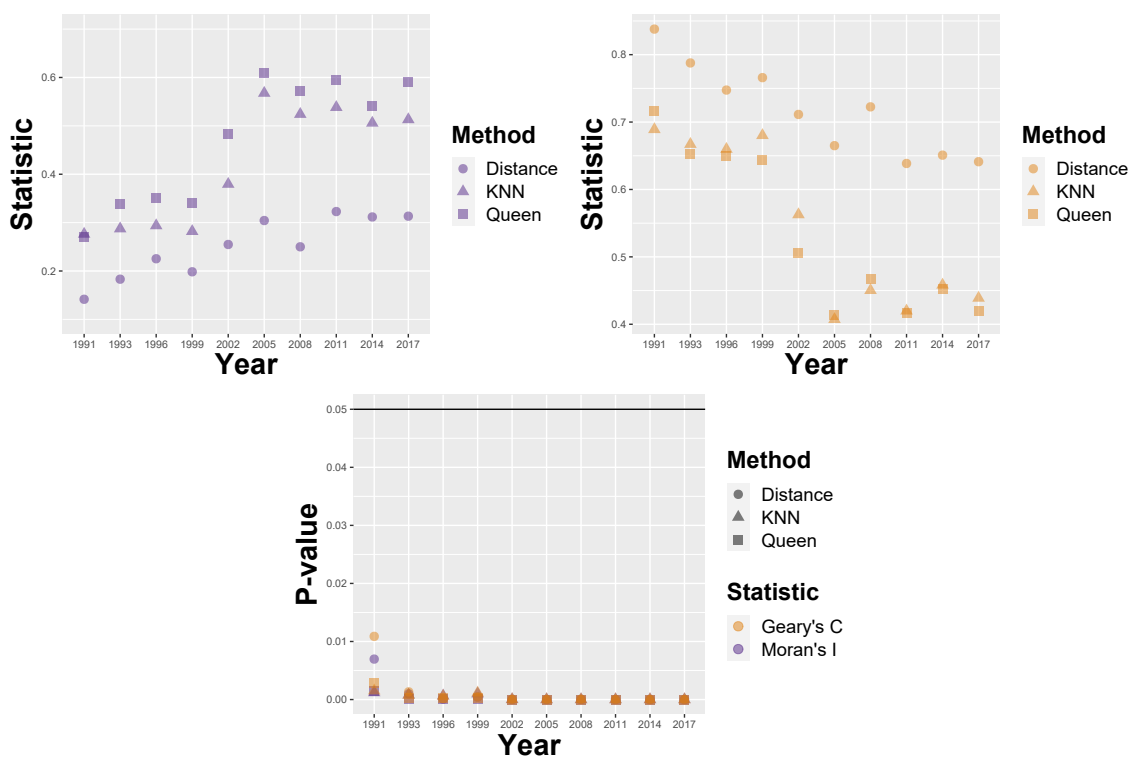 Statistic
0.6
0.4
0.2
1991 1993 1996 1999 2002 2005 2008 2011 2014 2017
Year
Method
Distance
KNN
Queen
Statistic
0.8
0.7
0.6
0.5
0.4
1991 1993 1996 1999 2002 2005 2008 2011 2014 2017
Year
Method
Distance
KNN
Queen
P-value
0.05
0.04
0.03
0.02
0.01
0.00
1991 1993 1996 1999 2002 2005 2008 2011 2014 2017
Year
Method
Distance
KNN
Queen
Statistic
Geary's C
Moran's I